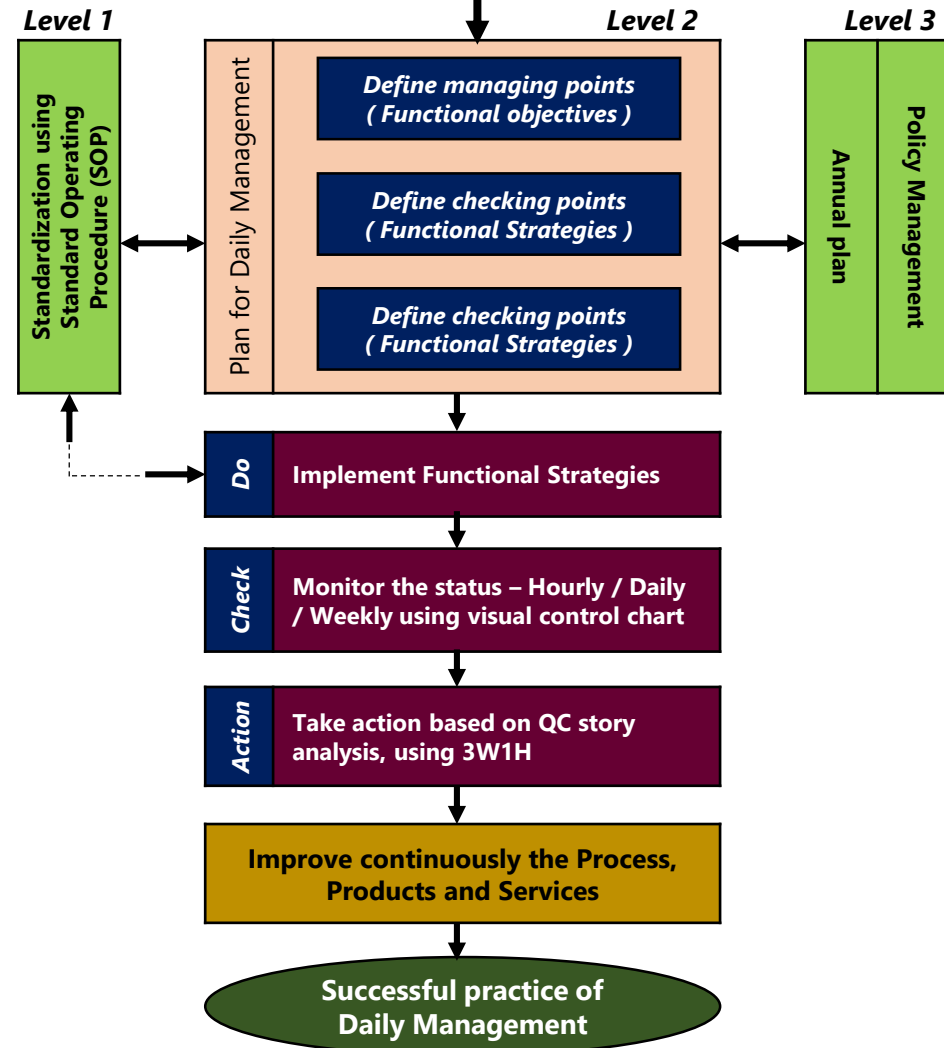 Level 1
Level 2
Level 3
Standardization using
Standard Operating
Procedure (SOP)
Plan for Daily Management
Define managing points
( Functional objectives )
Define checking points
( Functional Strategies )
Define checking points
( Functional Strategies )
Policy Management
Annual plan
Do
Implement Functional Strategies
Check
Monitor the status – Hourly / Daily
/ Weekly using visual control chart
Action
Take action based on QC story
analysis, using 3W1H
Improve continuously the Process,
Products and Services
Successful practice of
Daily Management